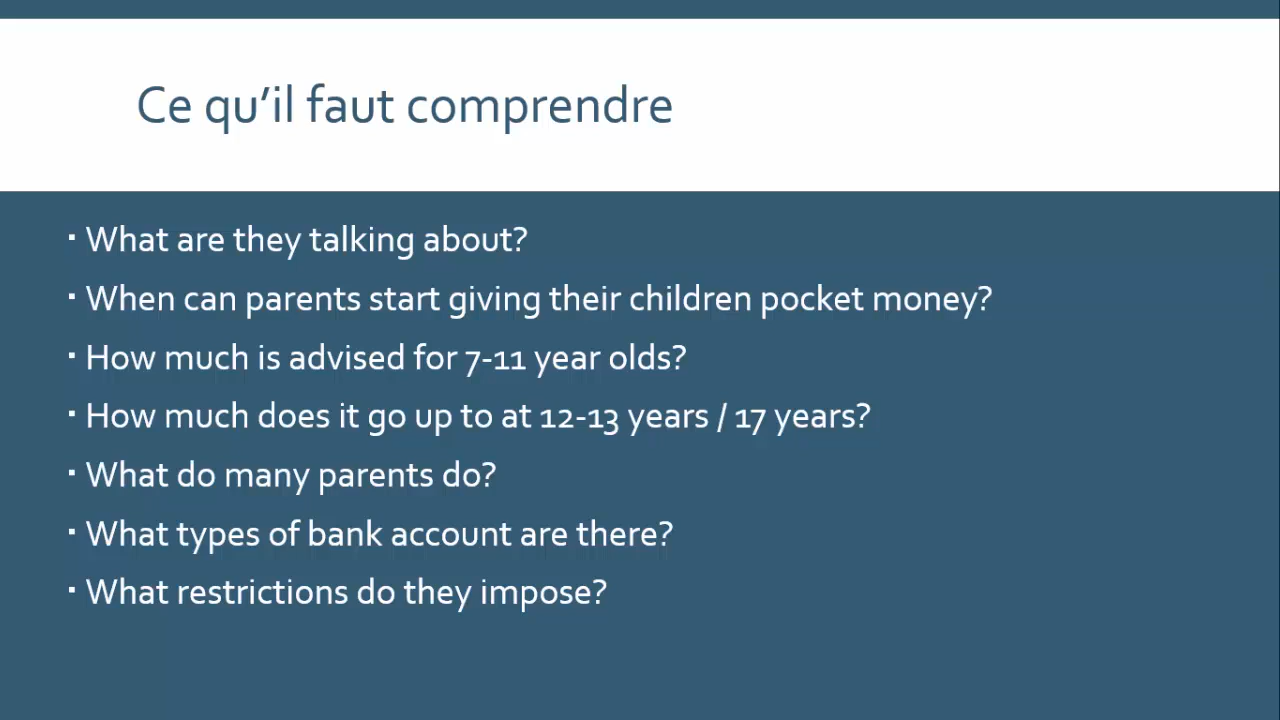 Ce qu’il faut comprendre
▪ What are they talking about?
▪ When can parents start giving their children pocket money?
▪ How much is advised for 7-11 year olds?
▪ How much does it go up to at 12-13 years / 17 years?
▪ What do many parents do?
▪ What types of bank account are there?
▪ What restrictions do they impose?